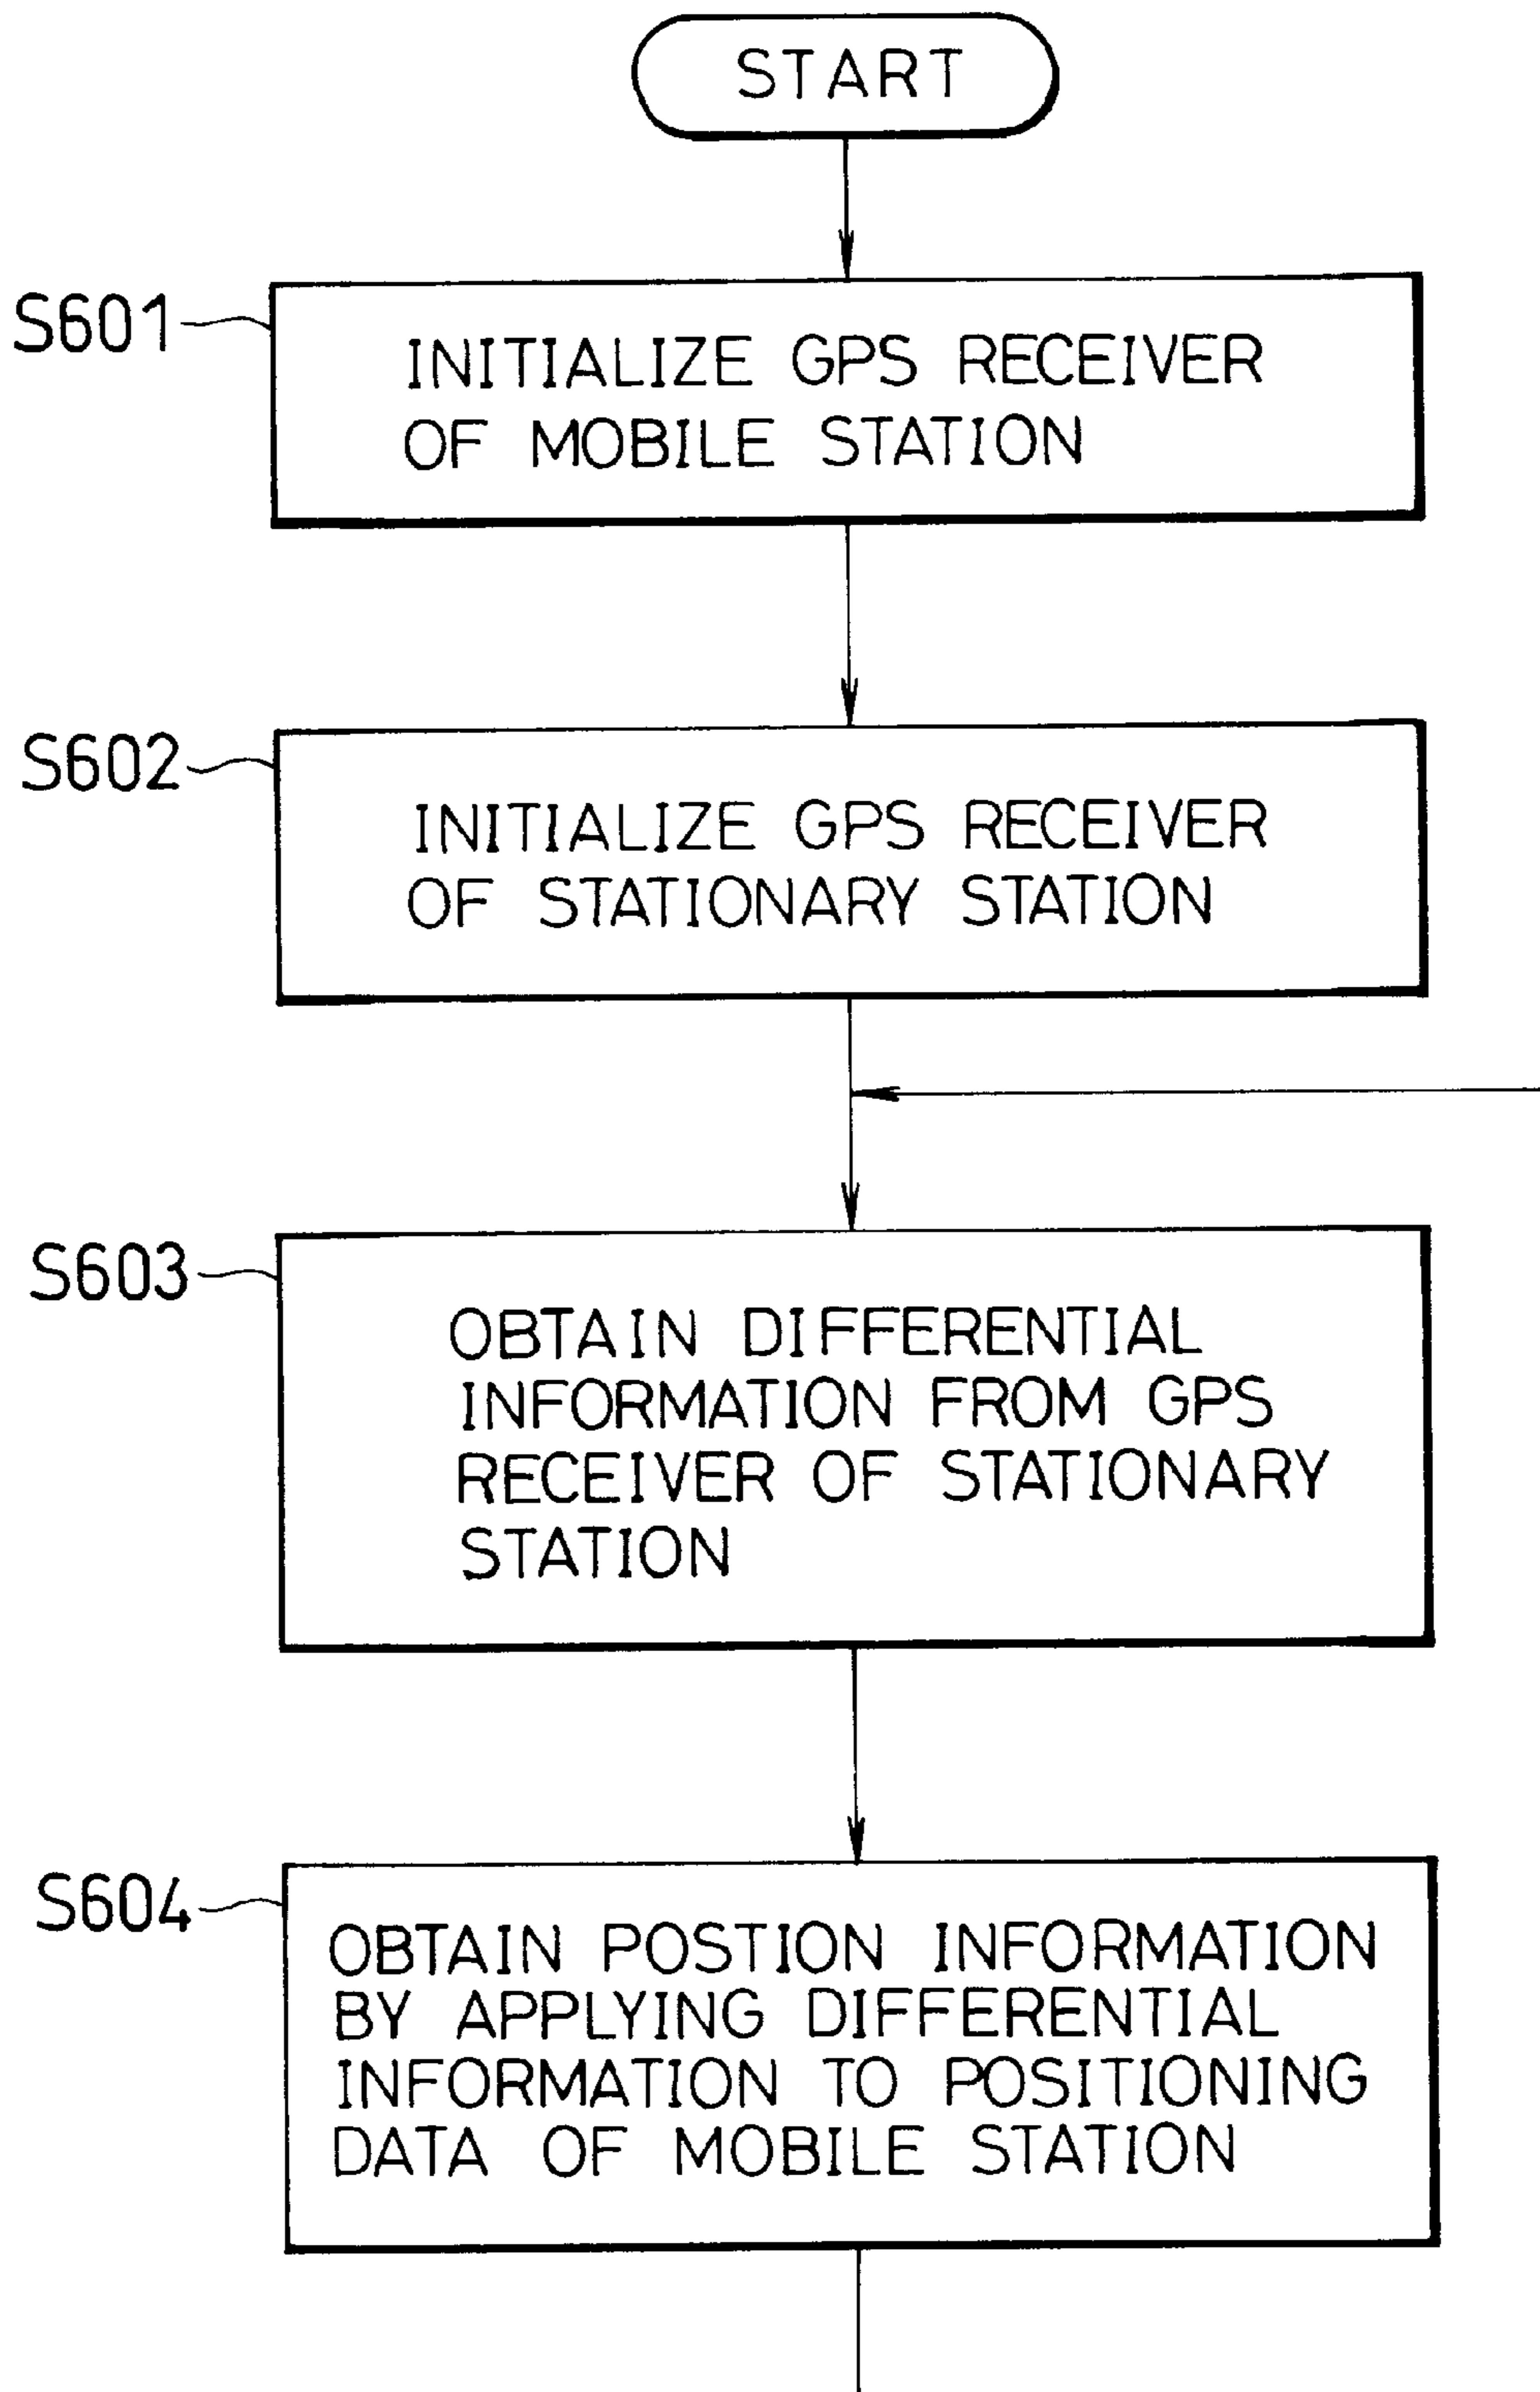 START
S601
INITIALIZE GPS RECEIVER
OF MOBILE STATION
S602
INITIALIZE GPS RECEIVER
OF STATIONARY STATION
S603
OBTAIN DIFFERENTIAL
INFORMATION FROM GPS
RECEIVER OF STATIONARY
STATION
S604
OBTAIN POSTION INFORMATION
BY APPLYING DIFFERENTIAL
INFORMATION TO POSITIONING
DATA OF MOBILE STATION